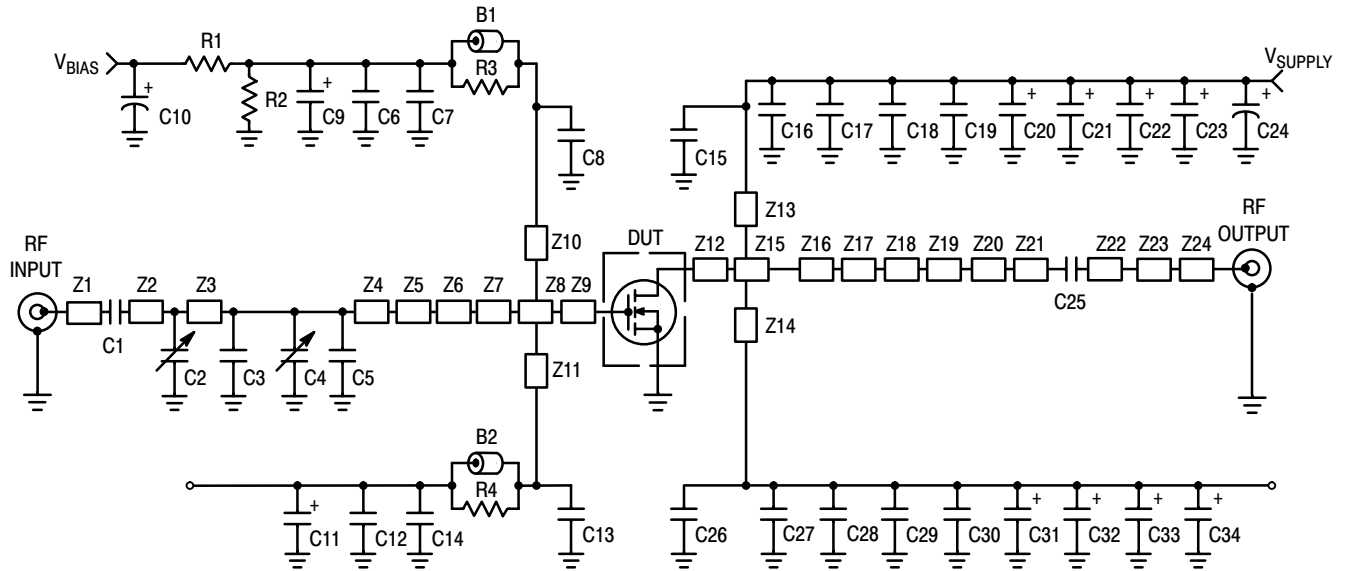 B1
V_BIAS
R1
R3
V_SUPPLY
+
R2
+
+
+
+
+
+
C10
C9
C6
C7
C8
C15
C16
C17
C18
C19
C20
C21
C22
C23
C24
Z13
RF
INPUT
Z10
DUT
RF
OUTPUT
Z12
Z15
Z16
Z17
Z18
Z19
Z20
Z21
Z22
Z23
Z24
C25
Z1
Z2
Z3
Z4
Z5
Z6
Z7
Z8
Z9
C1
Z14
C2
C3
C4
C5
Z11
B2
R4
+
+
+
+
+
C11
C12
C14
C13
C26
C27
C28
C29
C30
C31
C32
C33
C34